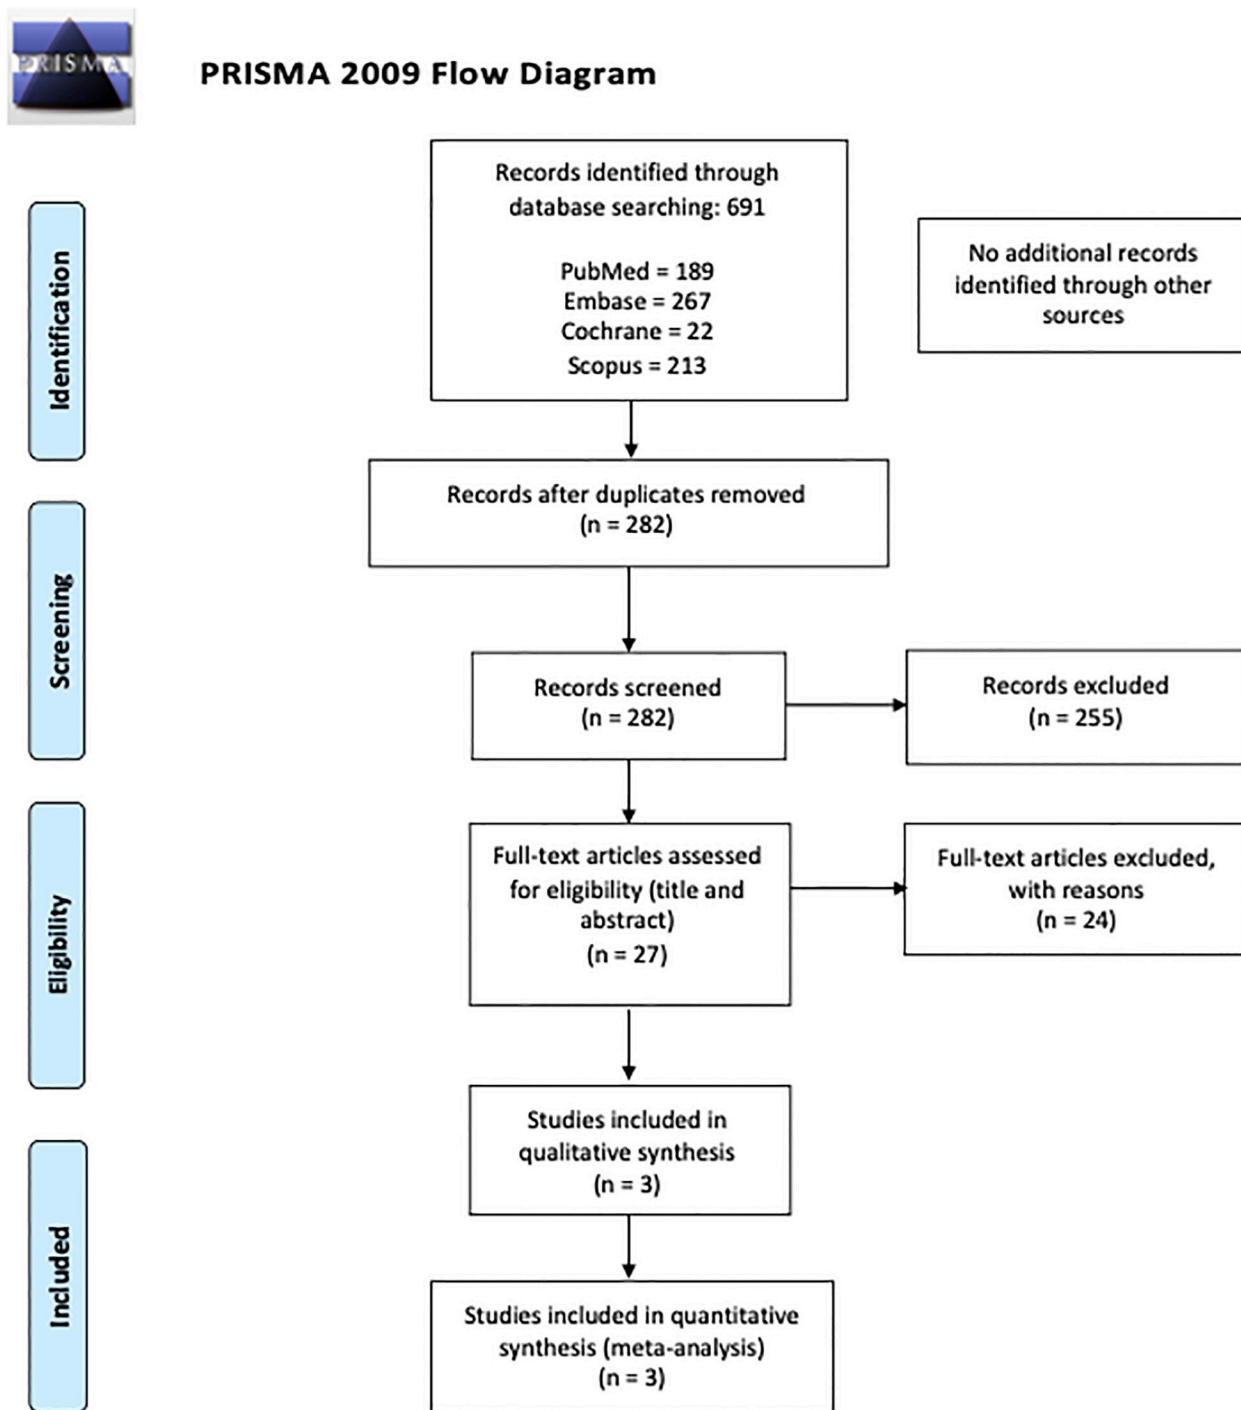 PRISMA
PRISMA 2009 Flow Diagram
Identification
Records identified through
database searching: 691
PubMed = 189
Embase = 267
Cochrane = 22
Scopus = 213
No additional records
identified through other
sources
Records after duplicates removed
(n = 282)
Screening
Records screened
(n = 282)
Records excluded
(n = 255)
Eligibility
Full-text articles assessed
for eligibility (title and
abstract)
(n = 27)
Full-text articles excluded,
with reasons
(n = 24)
Studies included in
qualitative synthesis
(n = 3)
Included
Studies included in quantitative
synthesis (meta-analysis)
(n = 3)